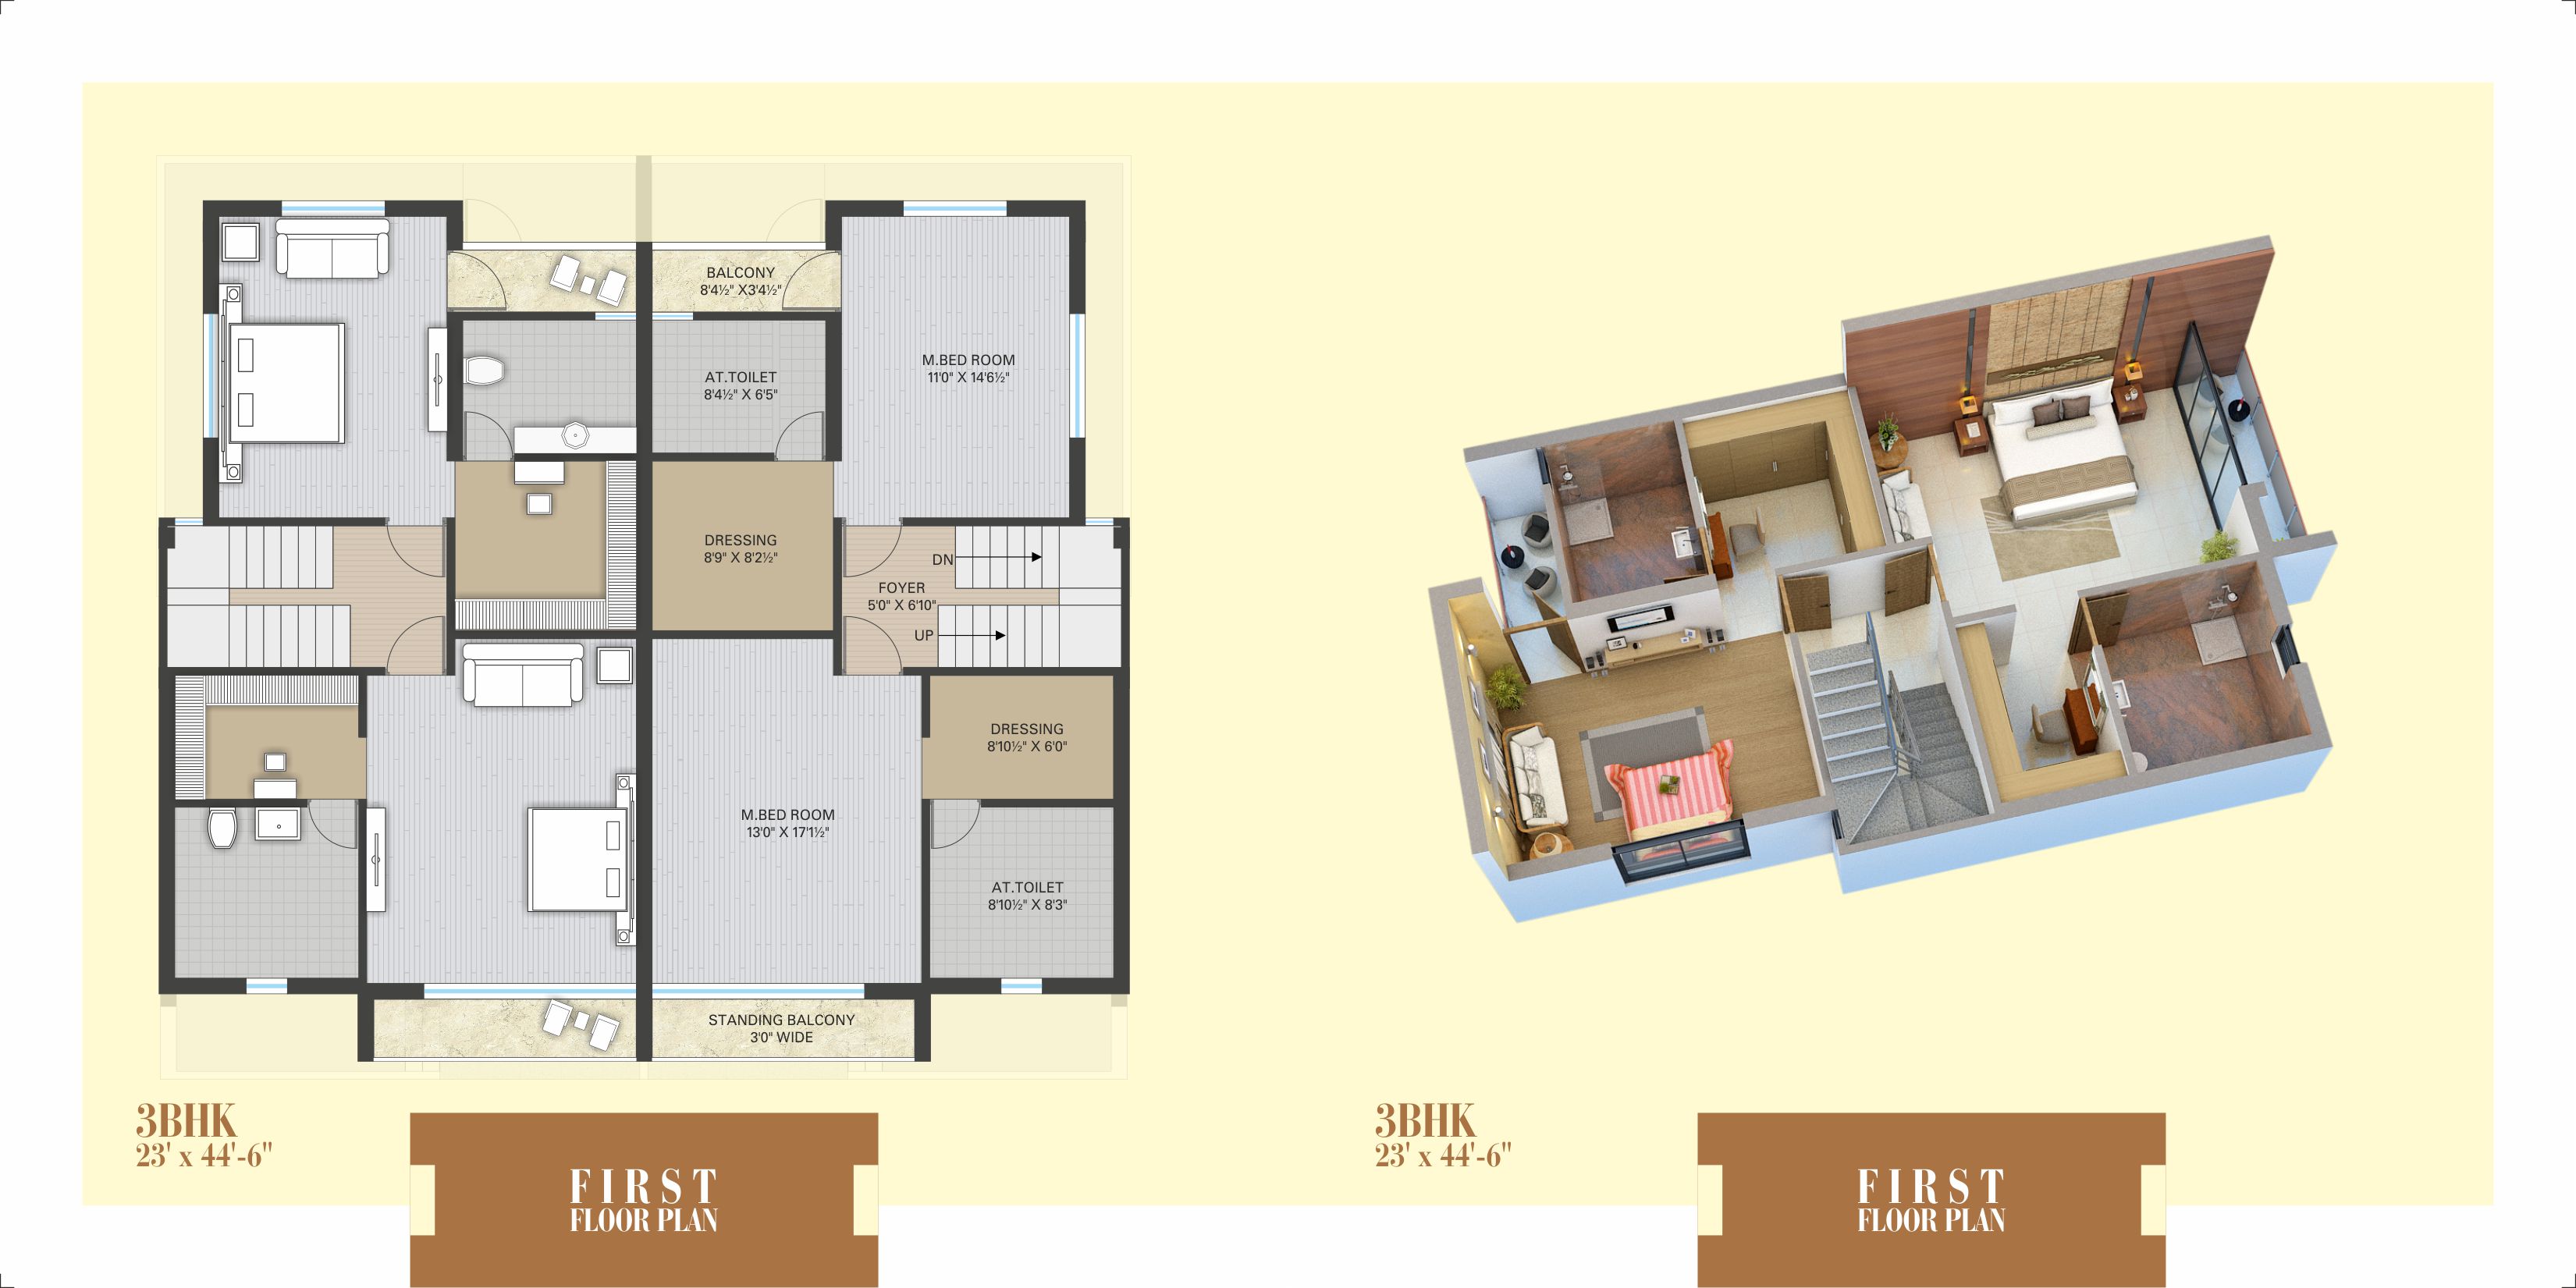 BALCONY
8'4½" X3'4½"
M.BED ROOM
11'0" X 14'6½"
AT.TOILET
8'4½" X 6'5"
DRESSING
8'9" X 8'2½"
DN
FOYER
5'0" X 6'10"
UP
DRESSING
8'10½" X 6'0"
M.BED ROOM
13'0" X 17'1½"
AT.TOILET
8'10½" X 8'3"
STANDING BALCONY
3'0" WIDE
3BHK
23' x 44'-6"
FIRST
FLOOR PLAN
3BHK
23' x 44'-6"
FIRST
FLOOR PLAN